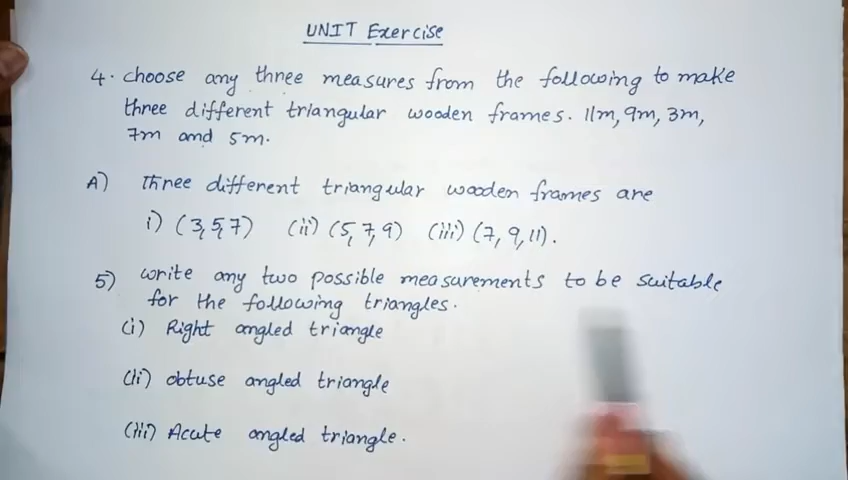 UNIT Exercise
4. choose any three measures from the following to make
three different triangular wooden frames. 11m, 9m, 3m,
7m and 5m.
A) Three different triangular wooden frames are
i) (3,5,7) (ii) (5,7,9) (iii) (7,9,11).
5) write any two possible measurements to be suitable
for the following triangles.
(i) Right angled triangle
(ii) obtuse angled triangle
(iii) Acute angled triangle.